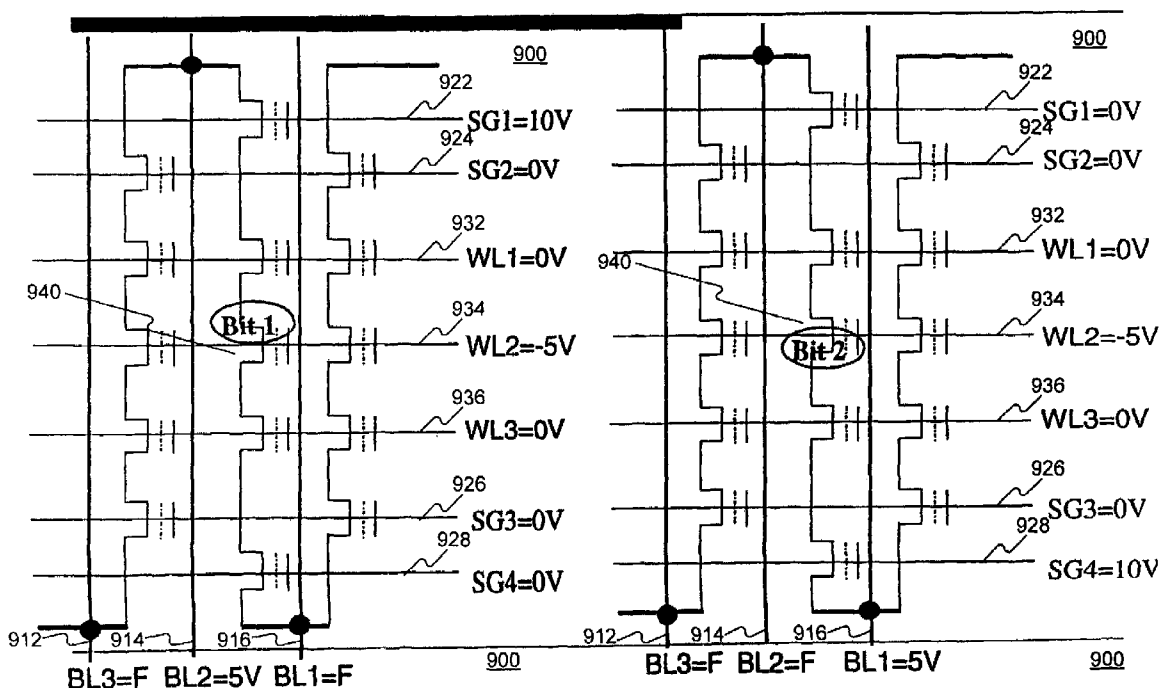 900
922
SG1=10V
924
SG2=0V
932
WL1=0V
940
Bit 1
934
WL2=-5V
936
WL3=0V
926
SG3=0V
928
SG4=0V
912
914
916
BL3=F BL2=5V BL1=F
900
900
922
SG1=0V
924
SG2=0V
932
WL1=0V
940
934
WL2=-5V
Bit 2
936
WL3=0V
926
SG3=0V
928
SG4=10V
912
914
916
BL3=F BL2=F BL1=5V
900